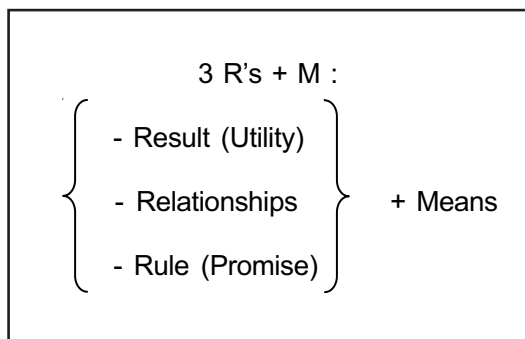 3 R's + M :
- Result (Utility)
- Relationships + Means
- Rule (Promise)